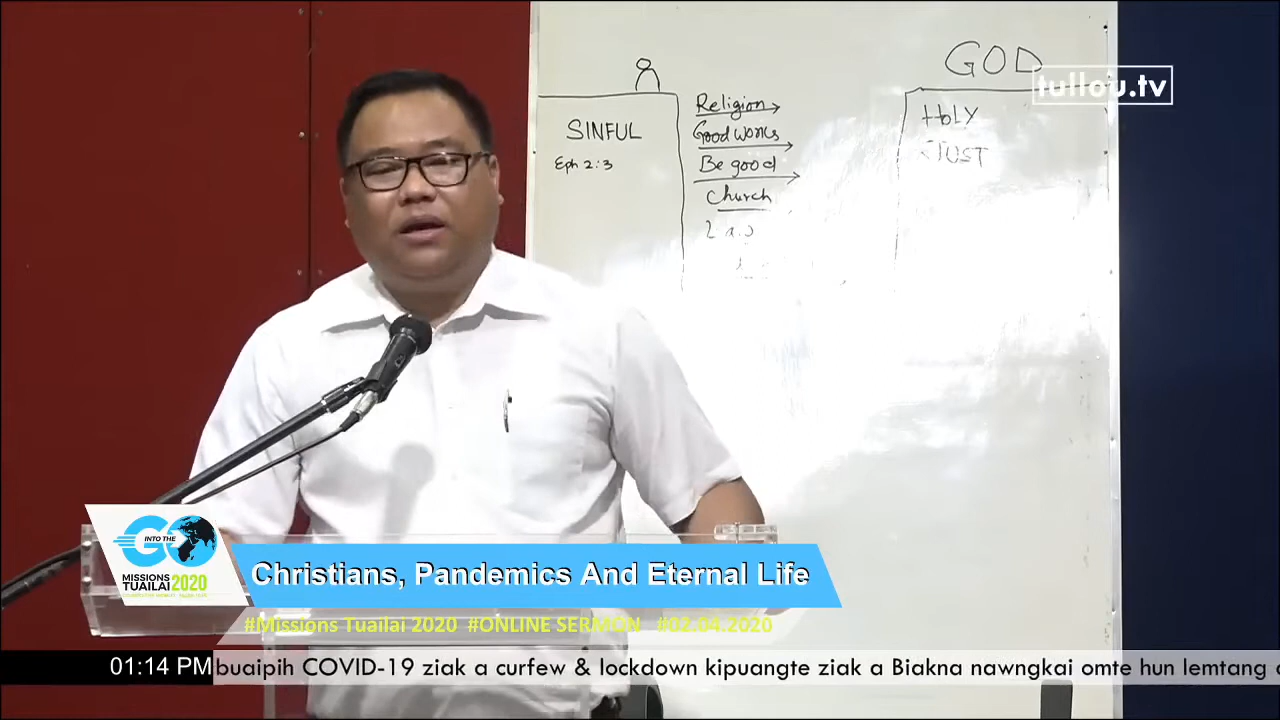 GOD
tullou.tv
SINFUL
Eph 2:3
Religion
Good works
Be good
Church
HOLY
JUST
GO
INTO THE
MISSIONS
TUAILAI 2020
Christians, Pandemics And Eternal Life
#Missions Tuailai 2020 #ONLINE SERMON #02.04.2020
01:14 PM buaipih COVID-19 ziak a curfew & lockdown kipuangte ziak a Biakna nawngkai omte hun lemtang